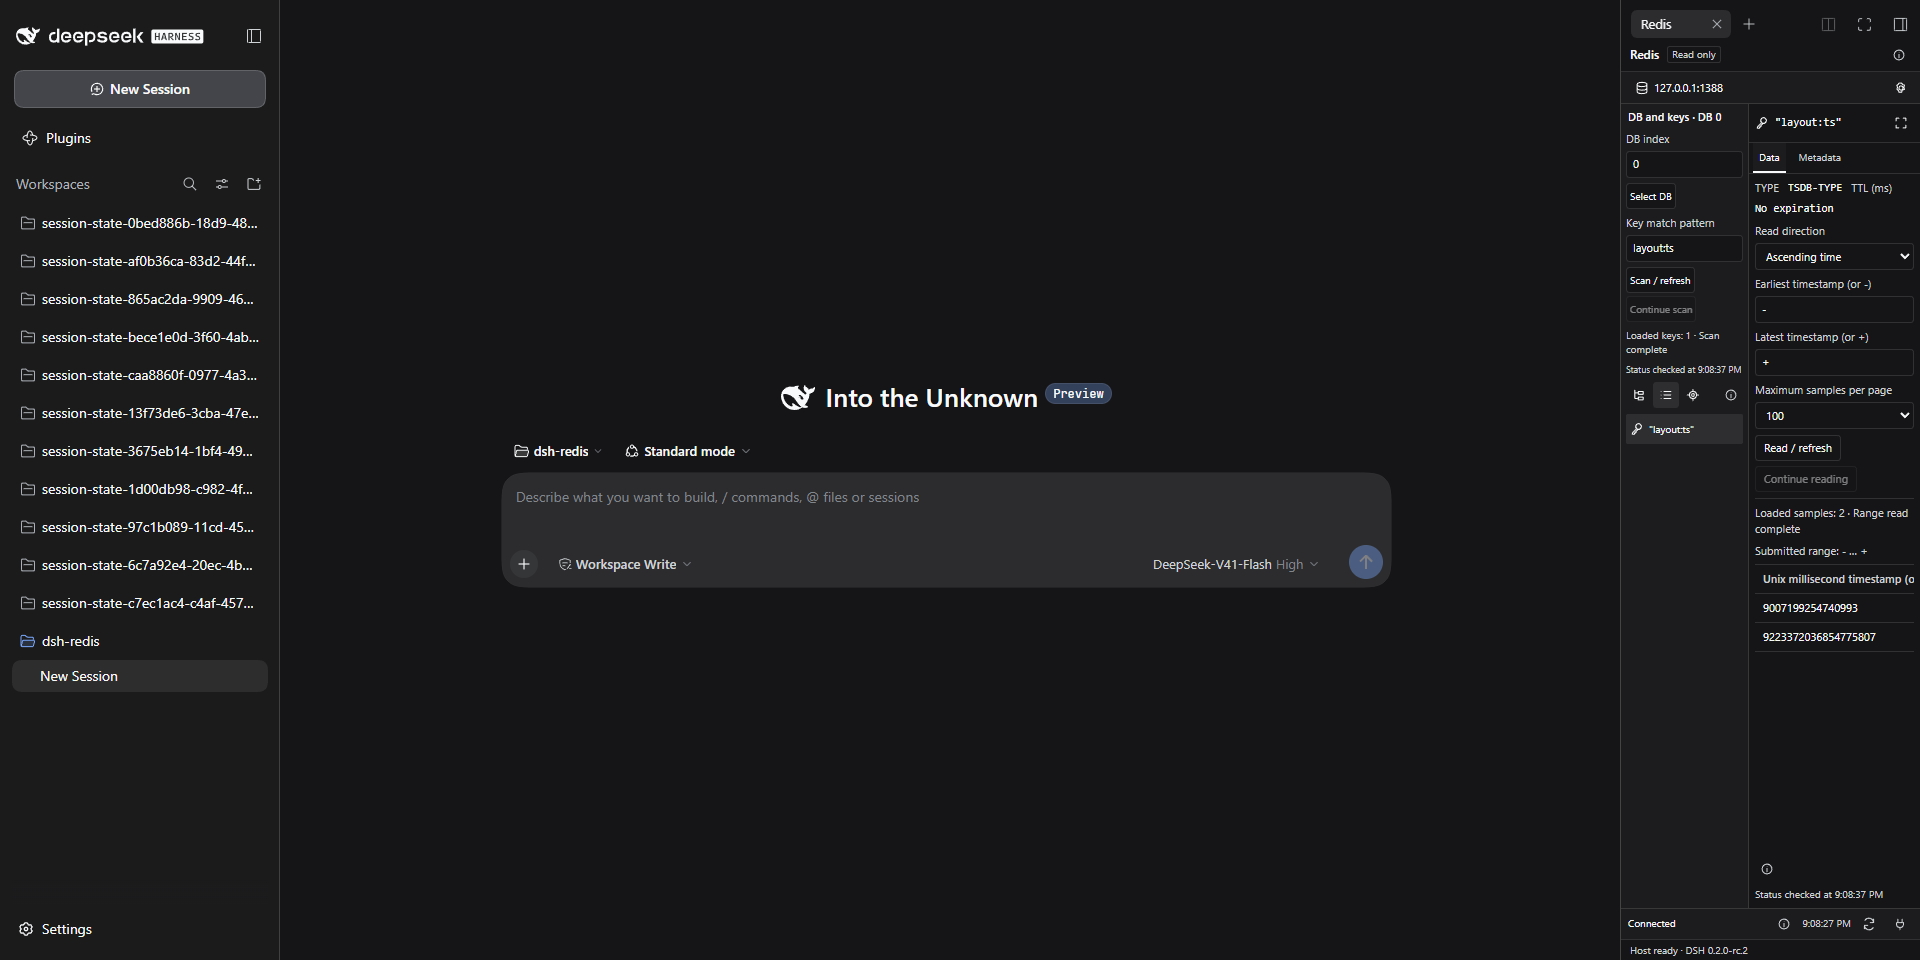 deepseek HARNESS
New Session
Plugins
Workspaces
session-state-0bed886b-18d9-48...
session-state-af0b36ca-83d2-44f...
session-state-865ac2da-9909-46...
session-state-bece1e0d-3f60-4ab...
session-state-caa8860f-0977-4a3...
session-state-13f73de6-3cba-47e...
session-state-3675eb14-1bf4-49...
session-state-1d00db98-c982-4f...
session-state-97c1b089-11cd-45...
session-state-6c7a92e4-20ec-4b...
session-state-c7ec1ac4-c4af-457...
dsh-redis
New Session
Settings
Into the Unknown Preview
dsh-redis Standard mode
Describe what you want to build, / commands, @ files or sessions
Workspace Write DeepSeek-V41-Flash High
Redis
Redis Read only
127.0.0.1:1388
DB and keys · DB 0
DB index
0
Select DB
Key match pattern
layout:ts
Scan / refresh
Continue scan
Loaded keys: 1 · Scan
complete
Status checked at 9:08:37 PM
"layout:ts"
"layout:ts"
Data Metadata
TYPE TSDB-TYPE TTL (ms)
No expiration
Read direction
Ascending time
Earliest timestamp (or -)
-
Latest timestamp (or +)
+
Maximum samples per page
100
Read / refresh
Continue reading
Loaded samples: 2 · Range read
complete
Submitted range: - ... +
Unix millisecond timestamp (o
9007199254740993
9223372036854775807
Status checked at 9:08:37 PM
Connected 9:08:27 PM
Host ready · DSH 0.2.0-rc.2